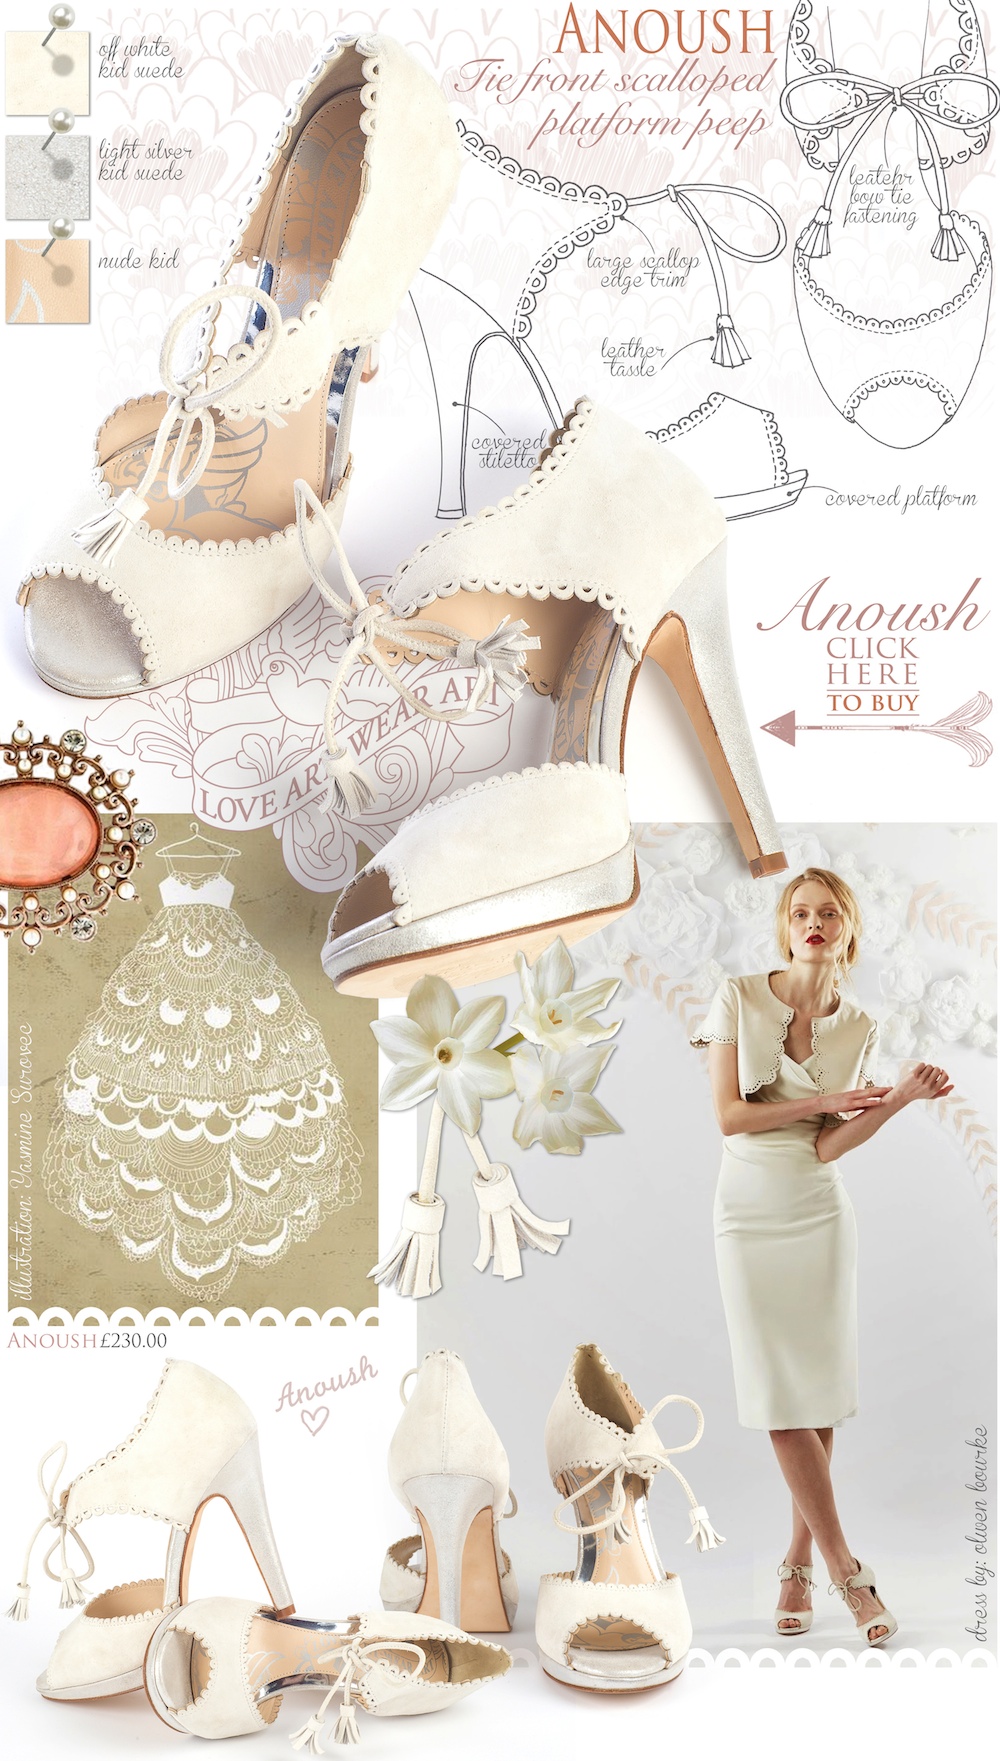 ANOUSH
Tie front scalloped
platform peep
off white
kid suede
light silver
kid suede
nude kid
leatehr
bow tie
fastening
large scallop
edge trim
leather
tassle
covered
stiletto
covered platform
Anoush
CLICK
HERE
TO BUY
LOVE ART WEAR ART
illustration: Yasmine Surovec
ANOUSH £230.00
Anoush
dress by: olwen bourke